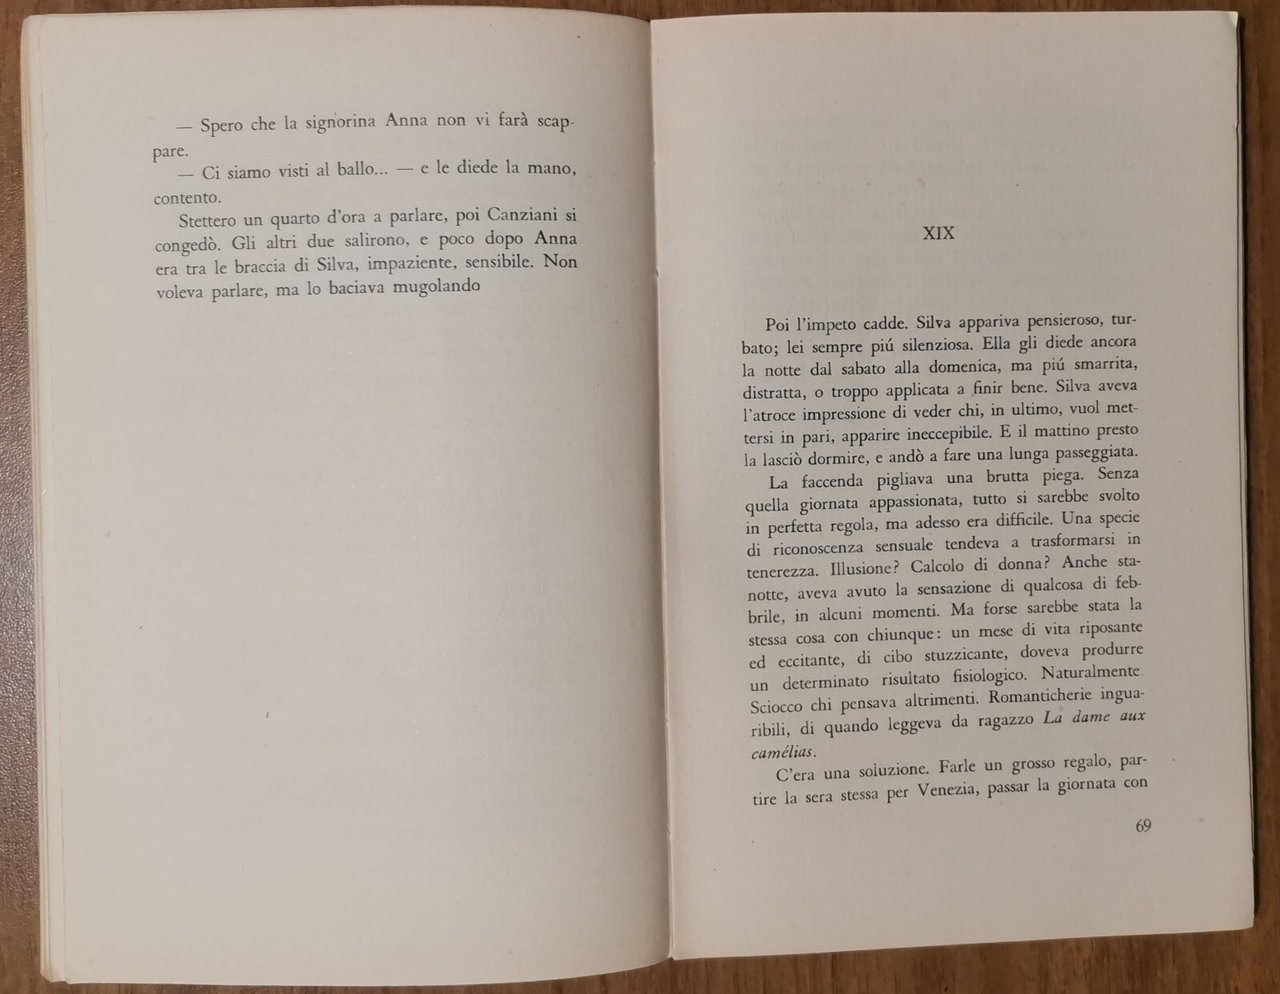 — Spero che la signorina Anna non vi farà scap-
pare.
— Ci siamo visti al ballo... — e le diede la mano,
contento.
Stettero un quarto d'ora a parlare, poi Canziani si
congedò. Gli altri due salirono, e poco dopo Anna
era tra le braccia di Silva, impaziente, sensibile. Non
voleva parlare, ma lo baciava mugolando
XIX
Poi l'impeto cadde. Silva appariva pensieroso, tur-
bato; lei sempre piú silenziosa. Ella gli diede ancora
la notte dal sabato alla domenica, ma piú smarrita,
distratta, o troppo applicata a finir bene. Silva aveva
l'atroce impressione di veder chi, in ultimo, vuol met-
tersi in pari, apparire ineccepibile. E il mattino presto
la lasciò dormire, e andò a fare una lunga passeggiata.
La faccenda pigliava una brutta piega. Senza
quella giornata appassionata, tutto si sarebbe svolto
in perfetta regola, ma adesso era difficile. Una specie
di riconoscenza sensuale tendeva a trasformarsi in
tenerezza. Illusione? Calcolo di donna? Anche sta-
notte, aveva avuto la sensazione di qualcosa di feb-
brile, in alcuni momenti. Ma forse sarebbe stata la
stessa cosa con chiunque: un mese di vita riposante
ed eccitante, di cibo stuzzicante, doveva produrre
un determinato risultato fisiologico. Naturalmente.
Sciocco chi pensava altrimenti. Romanticherie ingua-
ribili, di quando leggeva da ragazzo La dame aux
camélias.
C'era una soluzione. Farle un grosso regalo, par-
tire la sera stessa per Venezia, passar la giornata con
69